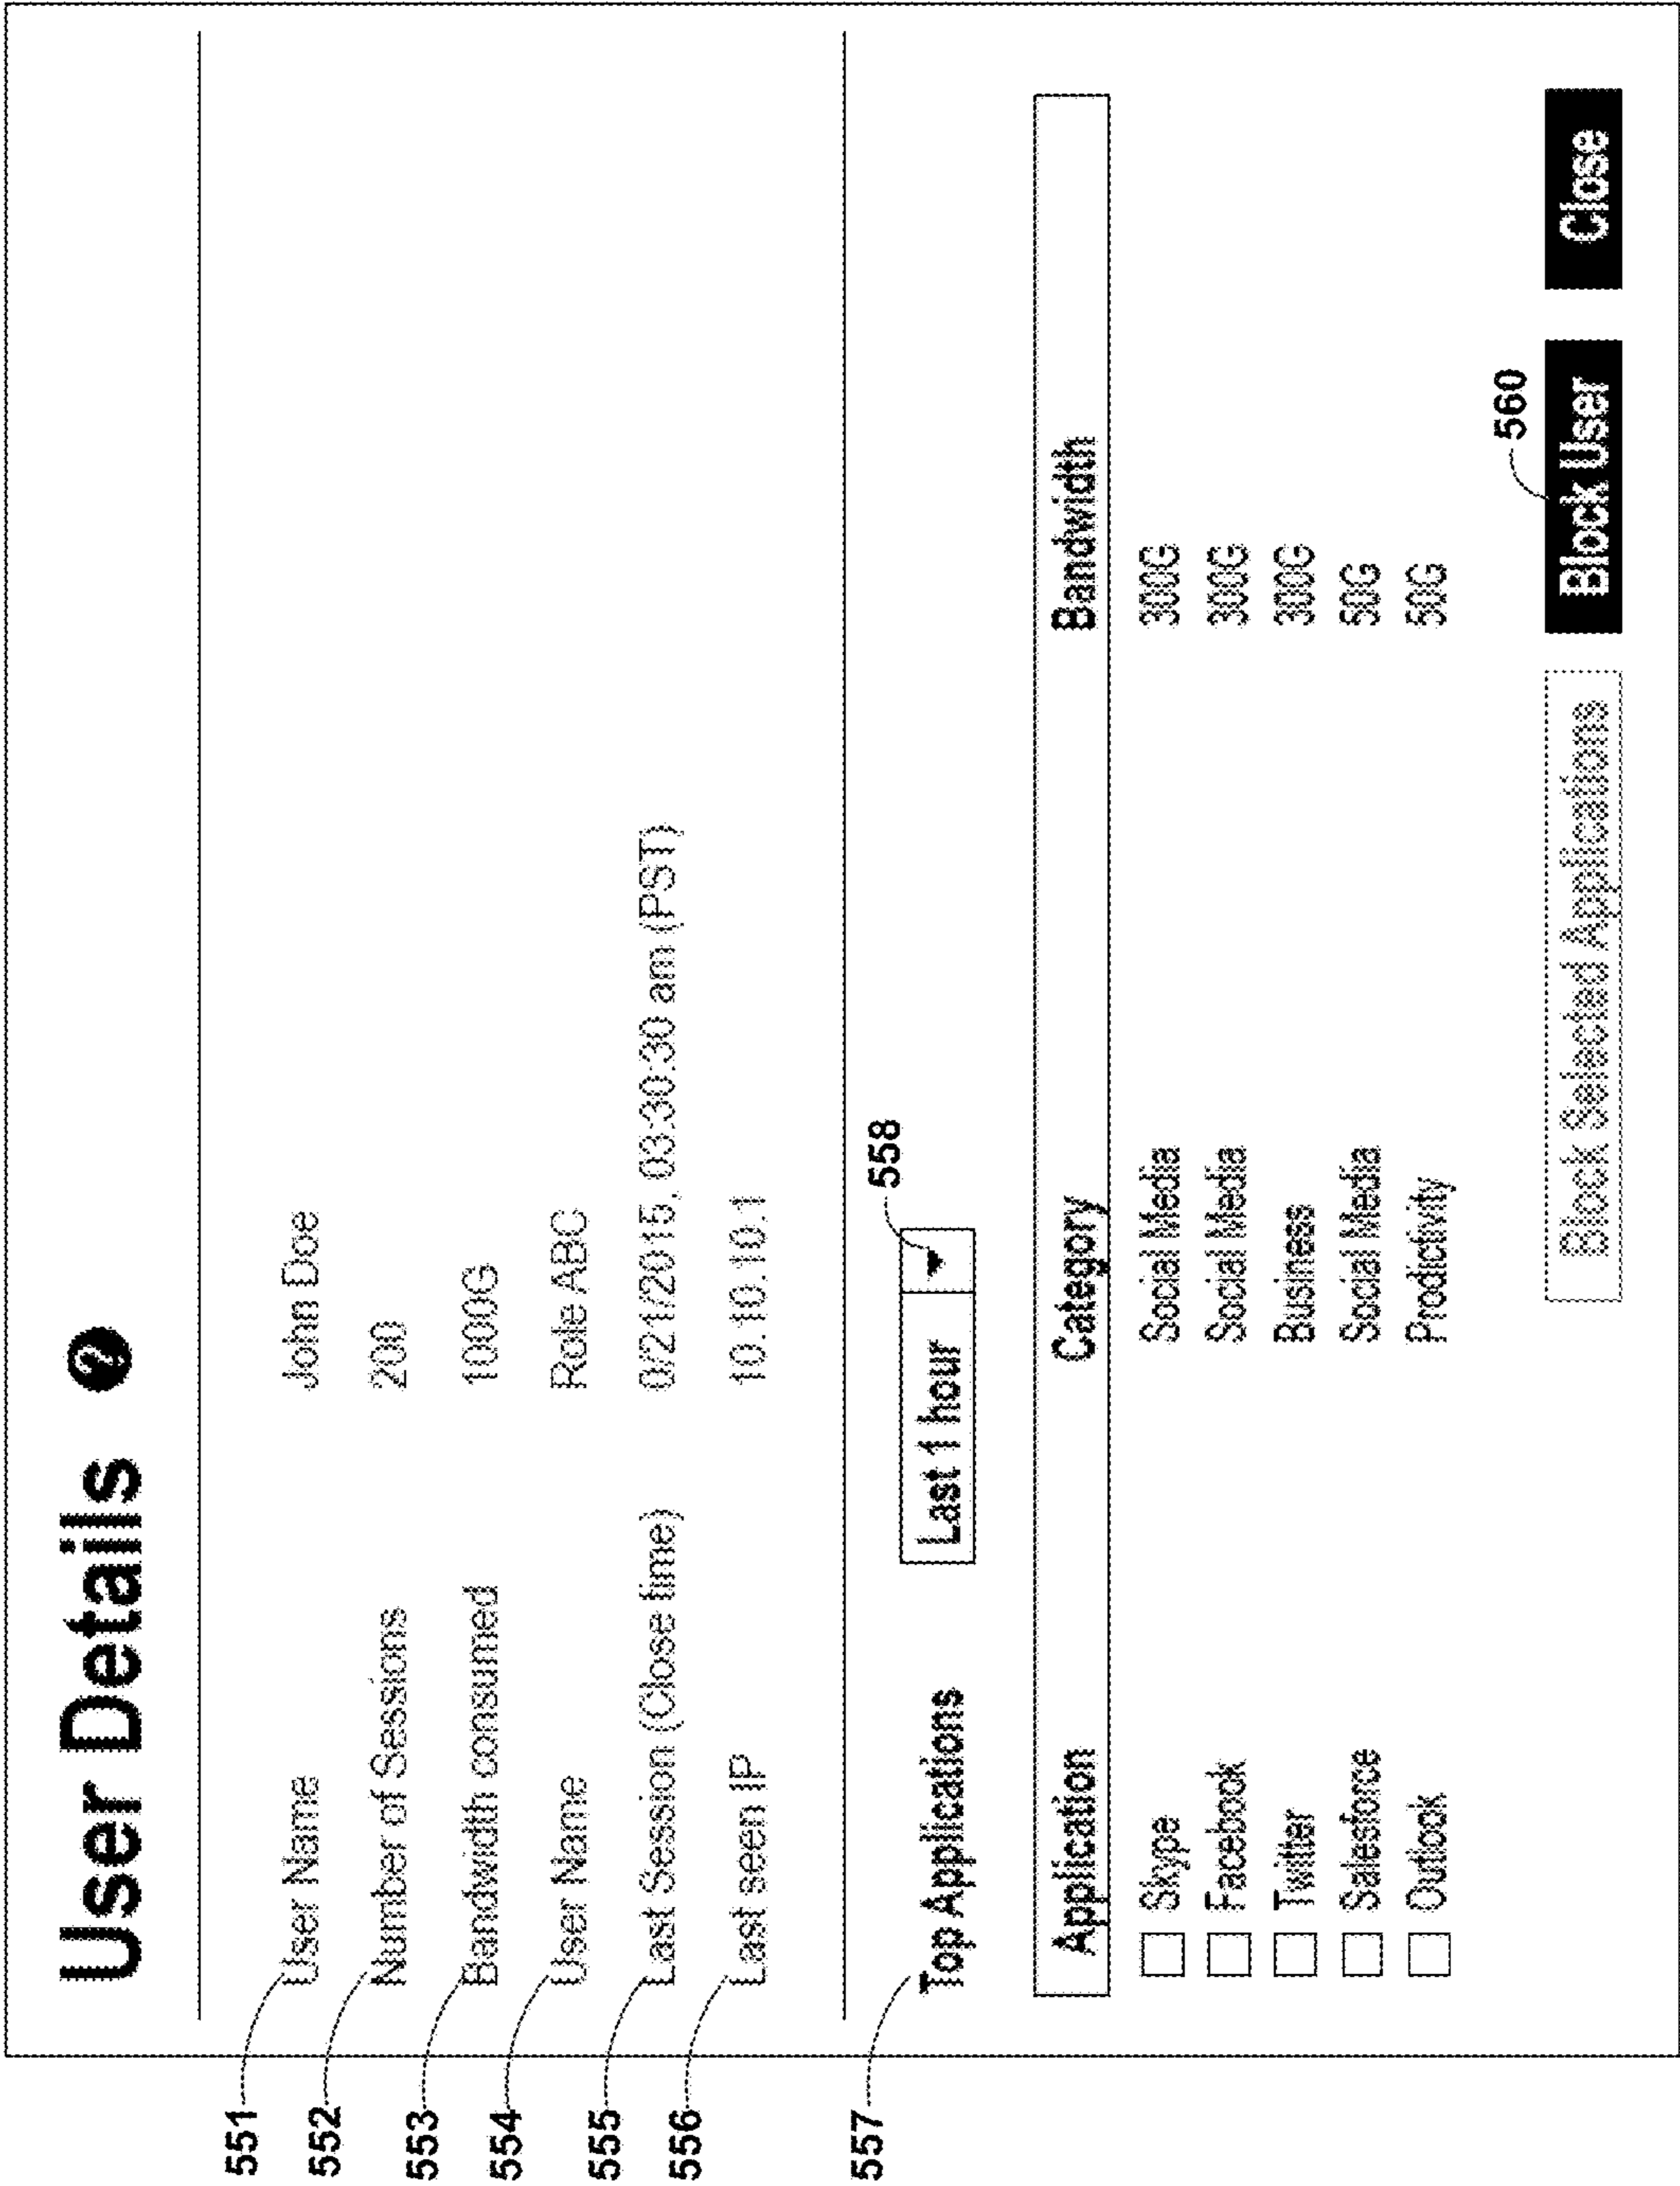 User Details ?
551 User Name John Doe
552 Number of Sessions 200
553 Bandwidth consumed 1000G
554 User Name Role ABC
555 Last Session (Close time) 0/21/2015, 03:30:30 am (PST)
556 Last seen IP 10.10.10.1
557 Top Applications Last 1 hour 558
Application Category Bandwidth
Skype Social Media 300G
Facebook Social Media 300G
Twitter Business 300G
Salesforce Social Media 50G
Outlook Prodictivity 50G
560
Block Selected Applications Block User Close